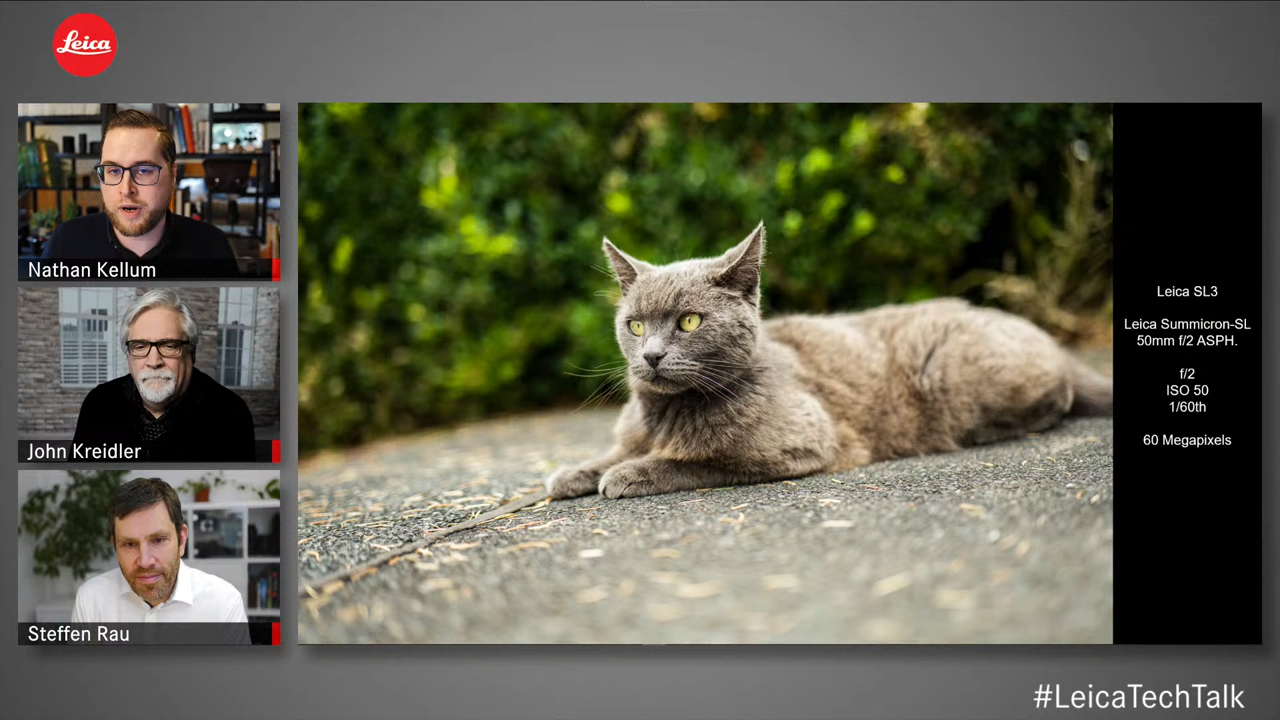 Leica
Nathan Kellum
John Kreidler
Steffen Rau
Leica SL3
Leica Summicron-SL
50mm f/2 ASPH.
f/2
ISO 50
1/60th
60 Megapixels
#LeicaTechTalk